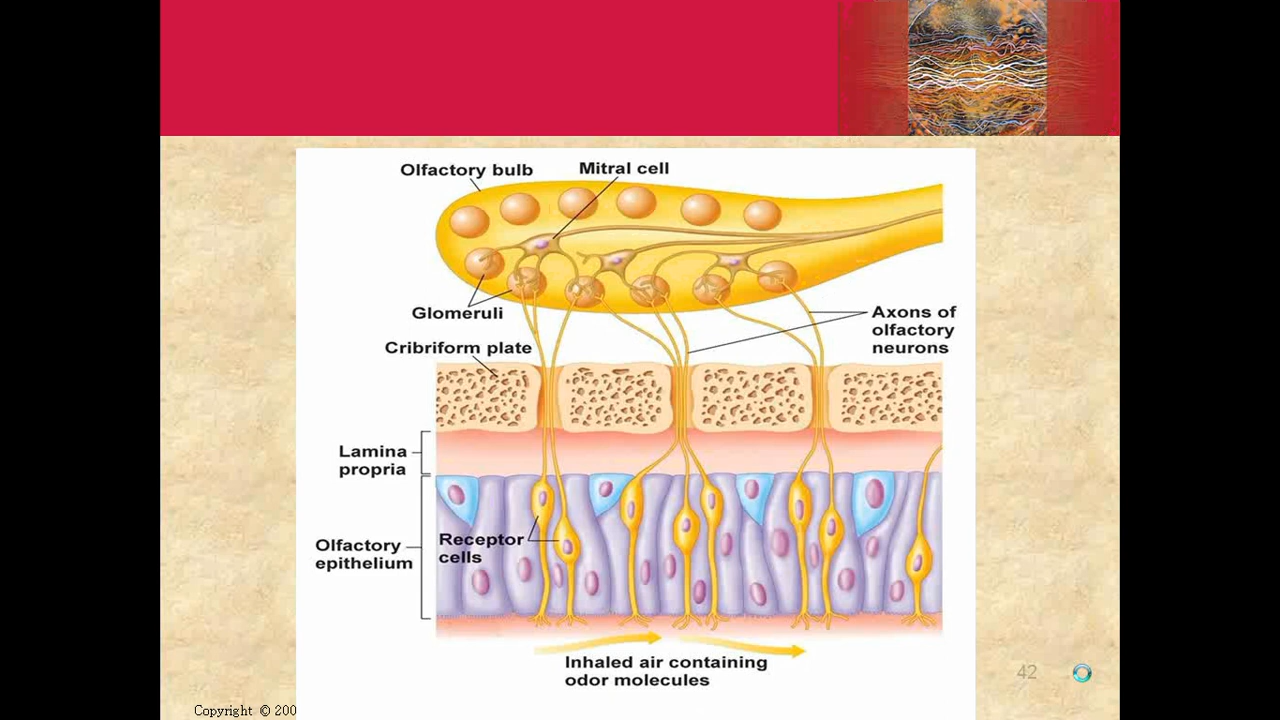 Olfactory bulb
Mitral cell
Glomeruli
Axons of
olfactory
neurons
Cribriform plate
Lamina
propria
Receptor
cells
Olfactory
epithelium
Inhaled air containing
odor molecules
42
Copyright © 200